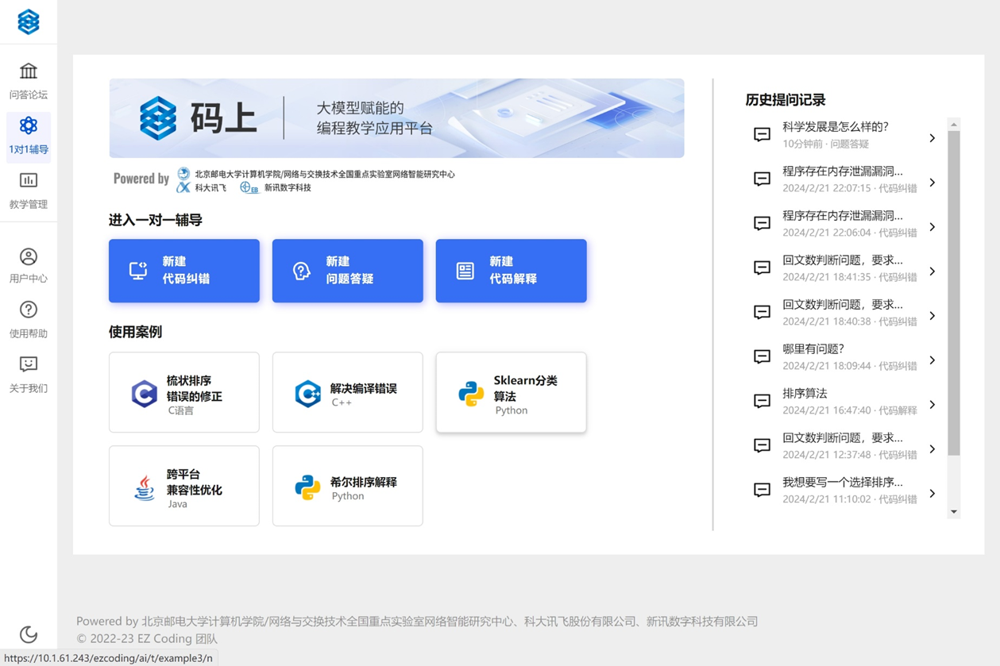 问答论坛
1对1辅导
教学管理
用户中心
使用帮助
关于我们
码上
大模型赋能的
编程教学应用平台
Powered by
北京邮电大学计算机学院/网络与交换技术全国重点实验室网络智能研究中心
科大讯飞
EB 新讯数字科技
进入一对一辅导
新建
代码纠错
新建
问题答疑
新建
代码解释
使用案例
梳状排序
错误的修正
C语言
解决编译错误
C++
Sklearn分类
算法
Python
跨平台
兼容性优化
Java
希尔排序解释
Python
历史提问记录
科学发展是怎么样的?
10分钟前 · 问题答疑
程序存在内存泄漏漏洞...
2024/2/21 22:07:15 · 代码纠错
程序存在内存泄漏漏洞...
2024/2/21 22:06:04 · 代码纠错
回文数判断问题，要求...
2024/2/21 18:41:35 · 代码纠错
回文数判断问题，要求...
2024/2/21 18:40:38 · 代码纠错
哪里有问题?
2024/2/21 18:09:44 · 代码纠错
排序算法
2024/2/21 16:47:40 · 代码解释
回文数判断问题，要求...
2024/2/21 12:37:48 · 代码纠错
我想要写一个选择排序...
2024/2/21 11:10:02 · 代码纠错
Powered by 北京邮电大学计算机学院/网络与交换技术全国重点实验室网络智能研究中心、科大讯飞股份有限公司、新讯数字科技有限公司
© 2022-23 EZ Coding 团队
https://10.1.61.243/ezcoding/ai/t/example3/n